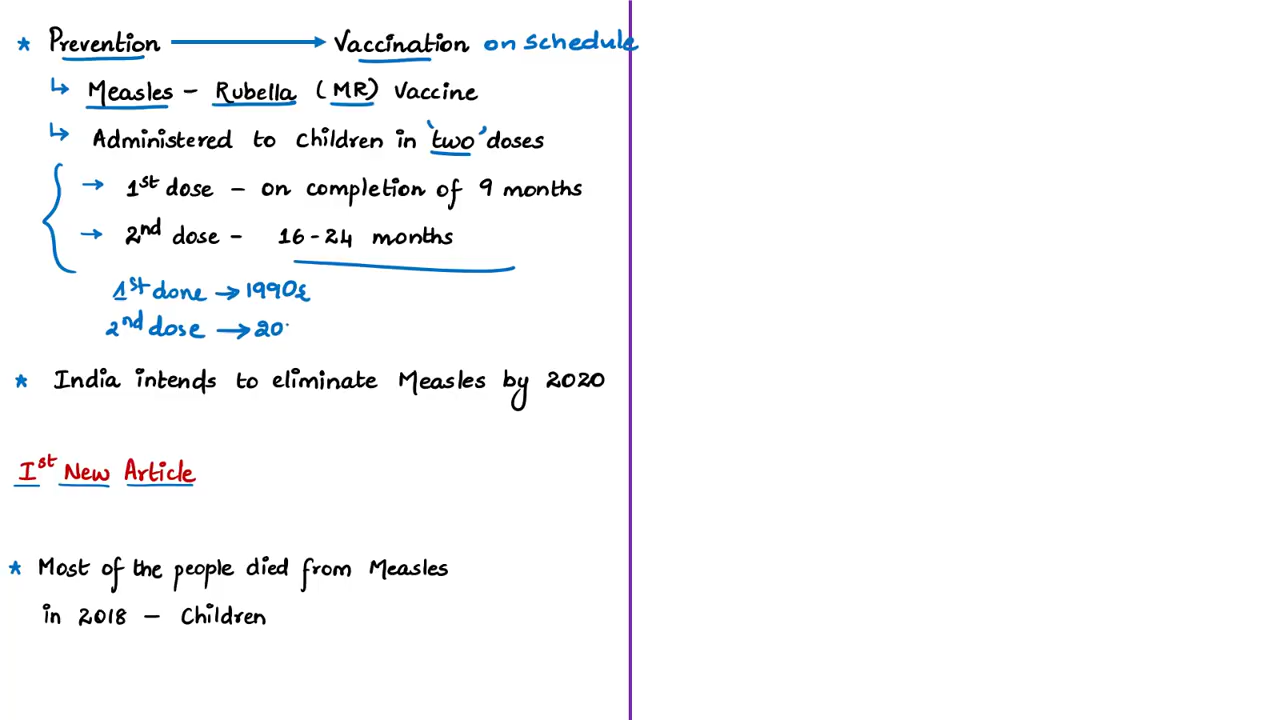 * Prevention → Vaccination on schedule
↳ Measles - Rubella (MR) Vaccine
↳ Administered to Children in 'two' doses
→ 1st dose - on completion of 9 months
→ 2nd dose - 16-24 months
1st done → 1990s
2nd dose → 20
* India intends to eliminate Measles by 2020
Ist New Article
* Most of the people died from Measles
in 2018 - Children